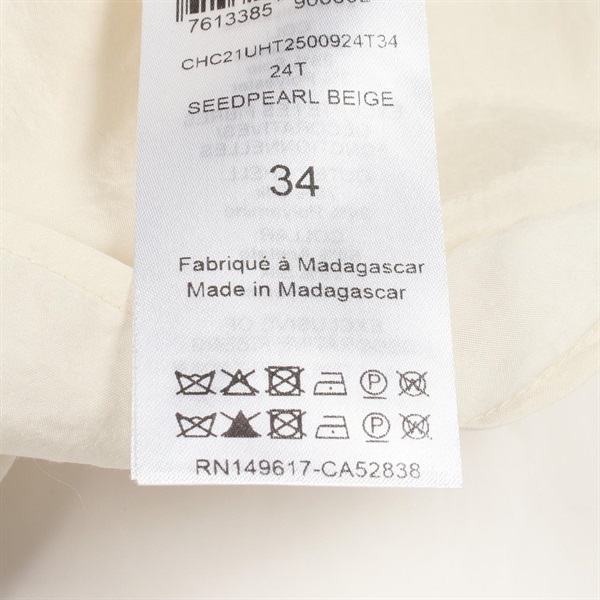 7613385
CHC21UHT2500924T34
24T
SEEDPEARL BEIGE
34
Fabriqué à Madagascar
Made in Madagascar
RN149617-CA52838